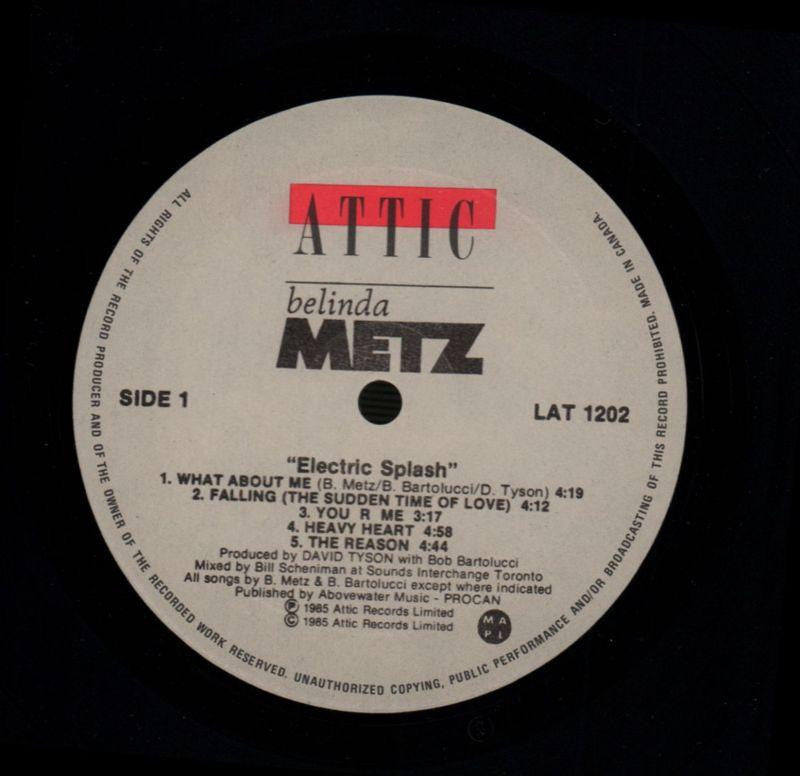 ATTIC
belinda
METZ
SIDE 1
LAT 1202
"Electric Splash"
1. WHAT ABOUT ME (B. Metz/B. Bartolucci/D. Tyson) 4:19
2. FALLING (THE SUDDEN TIME OF LOVE) 4:12
3. YOU R ME 3:17
4. HEAVY HEART 4:58
5. THE REASON 4:44
Produced by DAVID TYSON with Bob Bartolucci
Mixed by Bill Scheniman at Sounds Interchange Toronto
All songs by B. Metz & B. Bartolucci except where indicated
Published by Abovewater Music - PROCAN
Ⓟ 1985 Attic Records Limited
© 1985 Attic Records Limited
M A
P L
ALL RIGHTS OF THE RECORD PRODUCER AND OF THE OWNER OF THE RECORDED WORK RESERVED. UNAUTHORIZED COPYING, PUBLIC PERFORMANCE AND/OR BROADCASTING OF THIS RECORD PROHIBITED. MADE IN CANADA.